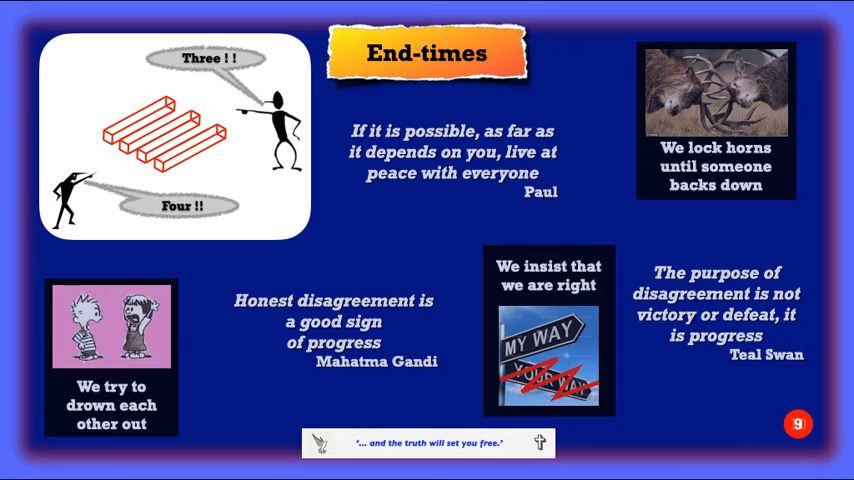 End-times
Three ! !
Four !!
If it is possible, as far as
it depends on you, live at
peace with everyone
Paul
We lock horns
until someone
backs down
We try to
drown each
other out
Honest disagreement is
a good sign
of progress
Mahatma Gandi
We insist that
we are right
MY WAY
YOUR WAY
The purpose of
disagreement is not
victory or defeat, it
is progress
Teal Swan
‘... and the truth will set you free.’